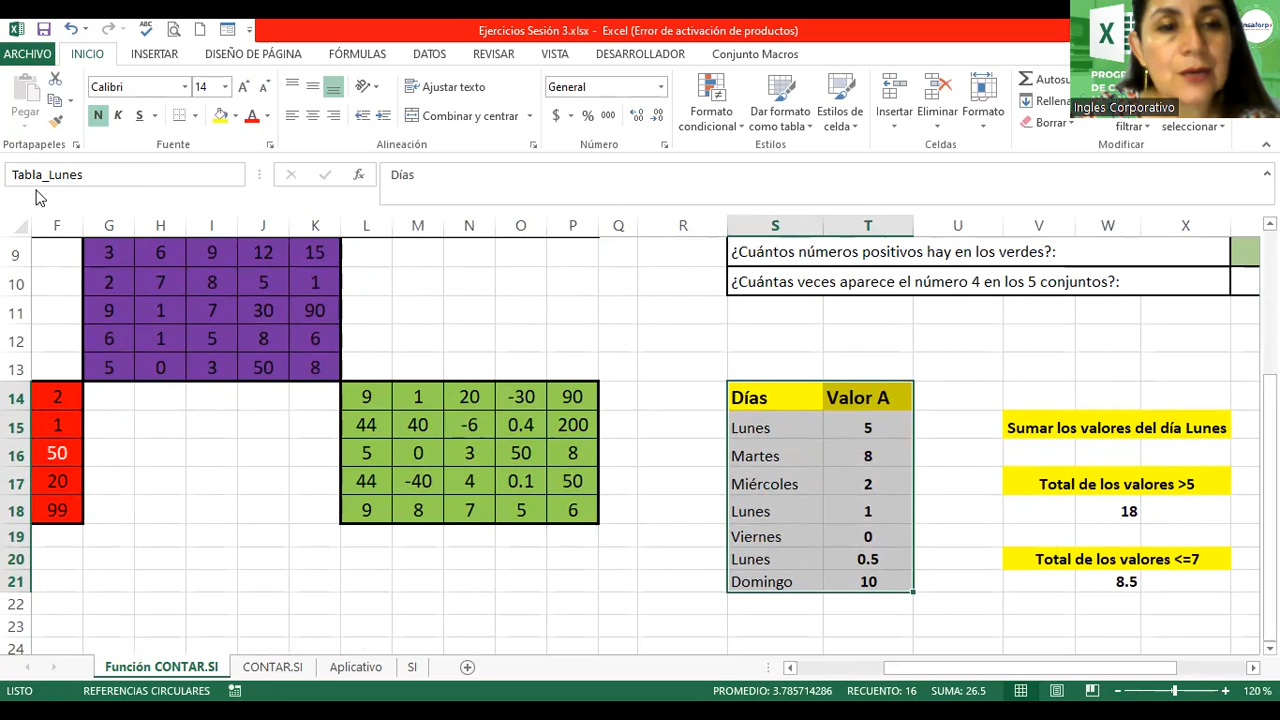 Ejercicios Sesión 3.xlsx - Excel (Error de activación de productos)
ARCHIVO INICIO INSERTAR DISEÑO DE PÁGINA FÓRMULAS DATOS REVISAR VISTA DESARROLLADOR Conjunto Macros
Calibri 14 Ajustar texto General
Pegar N K S Combinar y centrar $ % 000
Formato condicional Dar formato como tabla Estilos de celda Insertar Eliminar Formato
Borrar filtrar seleccionar
Portapapeles Fuente Alineación Número Estilos Celdas Modificar
Ingles Corporativo
Tabla_Lunes fx Días
F G H I J K L M N O P Q R S T U V W X
9 3 6 9 12 15 ¿Cuántos números positivos hay en los verdes?:
10 2 7 8 5 1 ¿Cuántas veces aparece el número 4 en los 5 conjuntos?:
11 9 1 7 30 90
12 6 1 5 8 6
13 5 0 3 50 8
14 2 9 1 20 -30 90 Días Valor A
15 1 44 40 -6 0.4 200 Lunes 5 Sumar los valores del día Lunes
16 50 5 0 3 50 8 Martes 8
17 20 44 -40 4 0.1 50 Miércoles 2 Total de los valores >5
18 99 9 8 7 5 6 Lunes 1 18
19 Viernes 0
20 Lunes 0.5 Total de los valores <=7
21 Domingo 10 8.5
22
23
24
Función CONTAR.SI CONTAR.SI Aplicativo SI
LISTO REFERENCIAS CIRCULARES PROMEDIO: 3.785714286 RECUENTO: 16 SUMA: 26.5 120 %